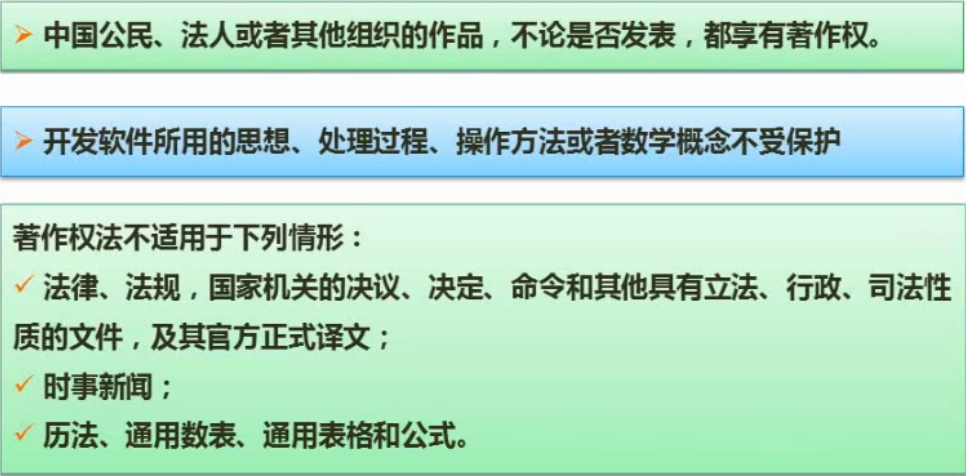 ➢ 中国公民、法人或者其他组织的作品，不论是否发表，都享有著作权。
➢ 开发软件所用的思想、处理过程、操作方法或者数学概念不受保护
著作权法不适用于下列情形：
✓ 法律、法规，国家机关的决议、决定、命令和其他具有立法、行政、司法性
质的文件，及其官方正式译文；
✓ 时事新闻；
✓ 历法、通用数表、通用表格和公式。